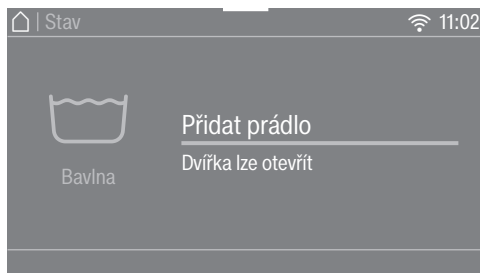 | Stav 11:02
Přidat prádlo
Dvířka lze otevřít
Bavlna